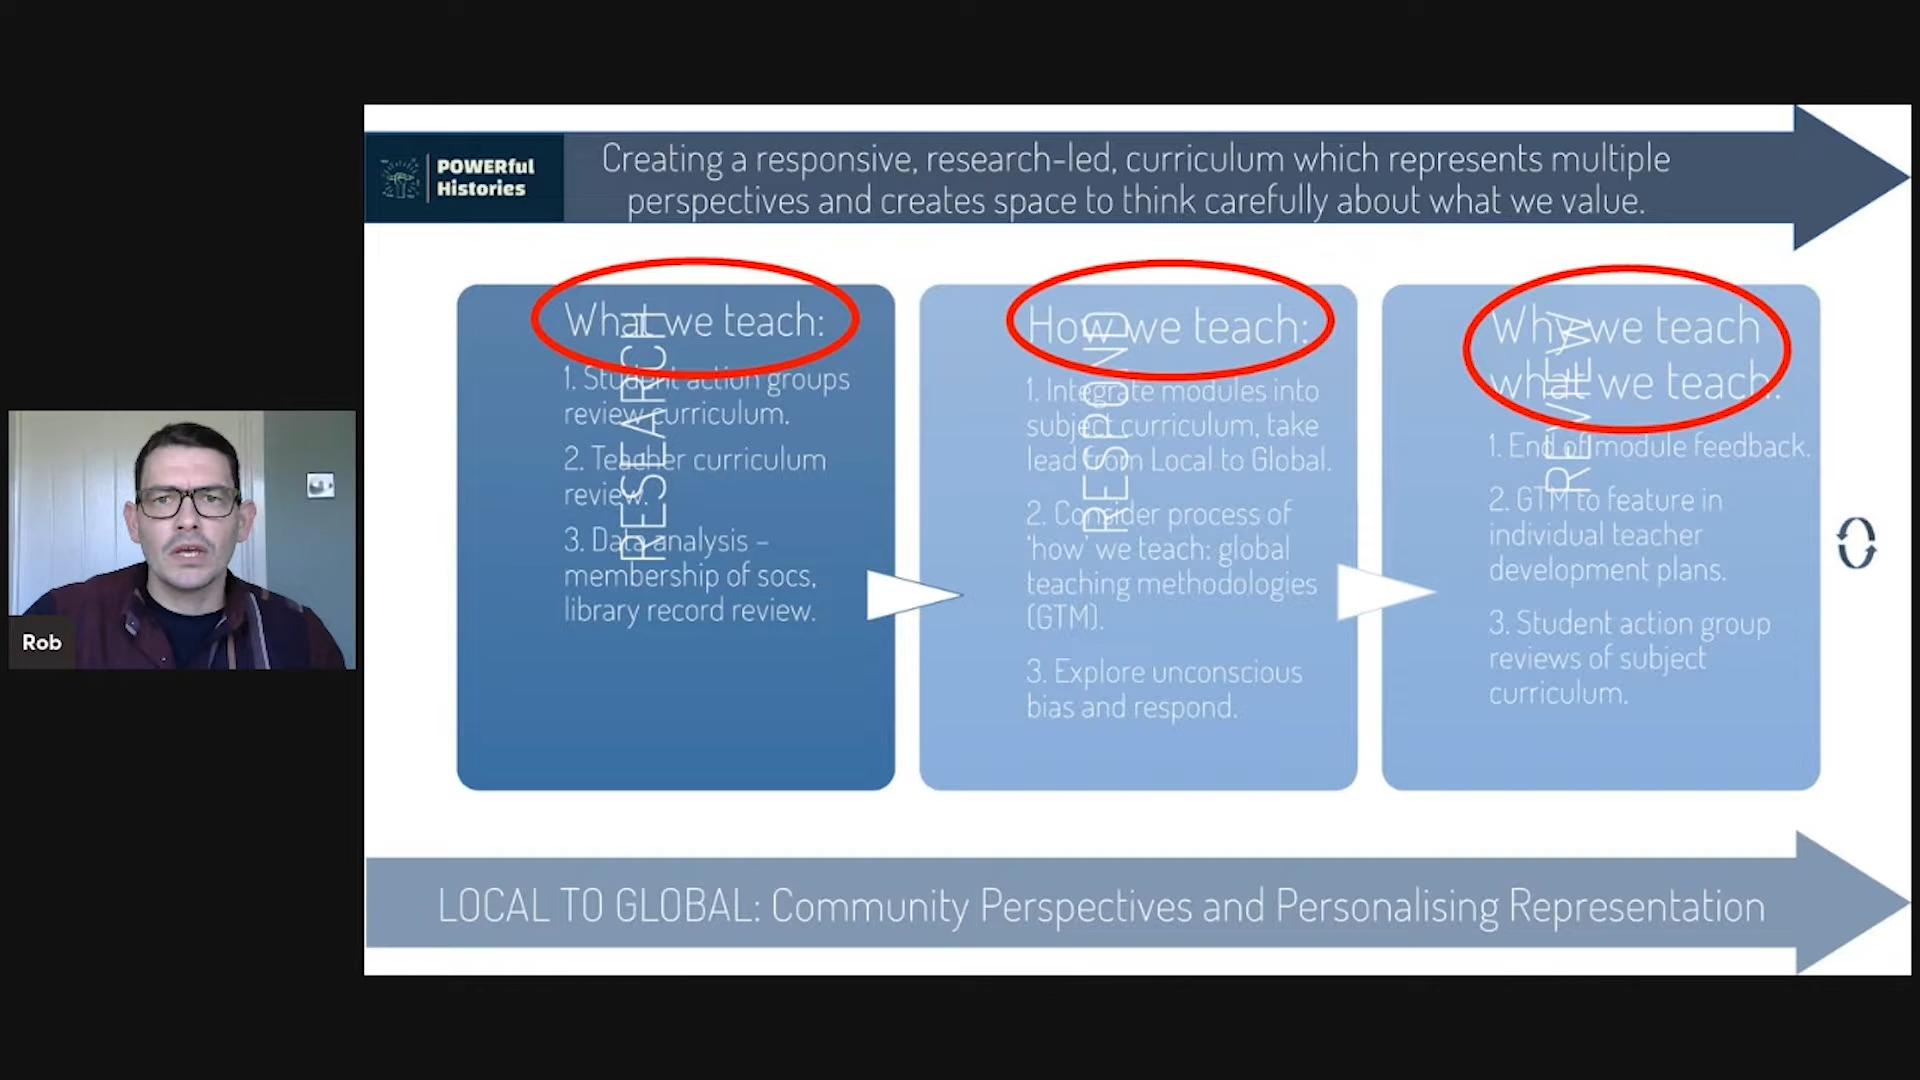 POWERful
Histories
Creating a responsive, research-led, curriculum which represents multiple
perspectives and creates space to think carefully about what we value.
RESEARCH
What we teach:
1. Student action groups
review curriculum.
2. Teacher curriculum
review.
3. Data analysis –
membership of socs,
library record review.
RESPOND
How we teach:
1. Integrate modules into
subject curriculum, take
lead from Local to Global.
2. Consider process of
'how' we teach: global
teaching methodologies
(GTM).
3. Explore unconscious
bias and respond.
REVIEW
Why we teach
what we teach:
1. End of module feedback.
2. GTM to feature in
individual teacher
development plans.
3. Student action group
reviews of subject
curriculum.
Rob
LOCAL TO GLOBAL: Community Perspectives and Personalising Representation